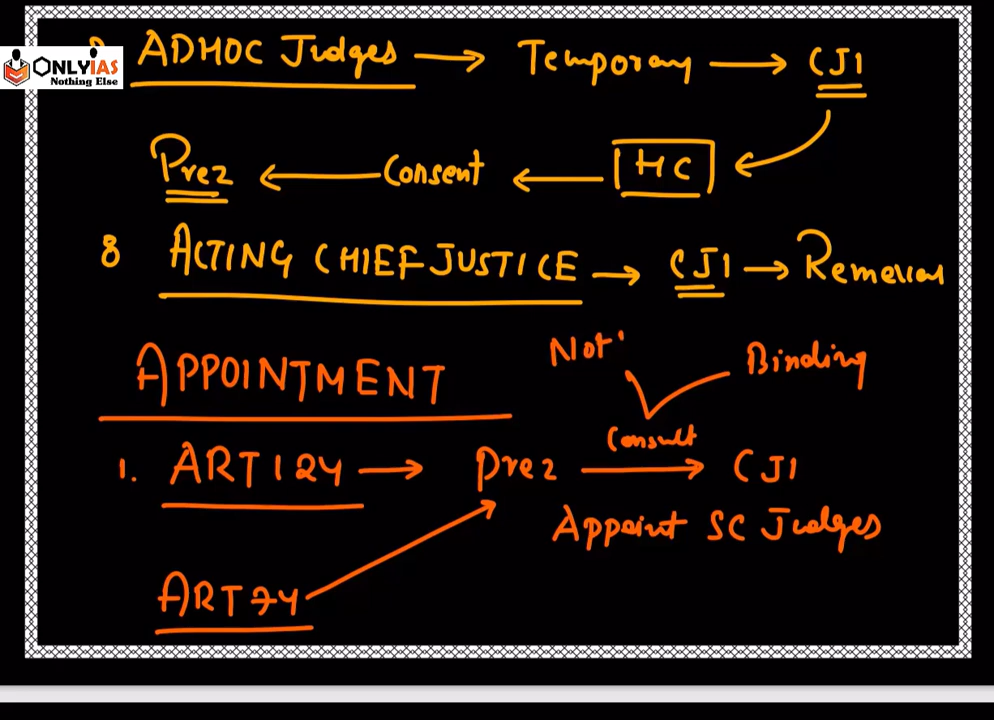 ONLYIAS
Nothing Else
ADHOC Judges → Temporary → CJI
Prez ← Consent ← HC
8 ACTING CHIEF JUSTICE → CJI → Removal
APPOINTMENT
Not Binding
Consult
1. ART 124 → Prez → CJI
Appoint SC Judges
ART 74